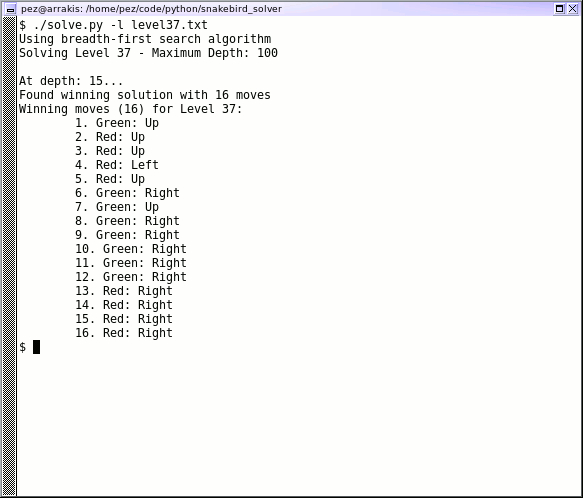 pez@arrakis: /home/pez/code/python/snakebird_solver
$ ./solve.py -l level37.txt
Using breadth-first search algorithm
Solving Level 37 - Maximum Depth: 100
At depth: 15...
Found winning solution with 16 moves
Winning moves (16) for Level 37:
1. Green: Up
2. Red: Up
3. Red: Up
4. Red: Left
5. Red: Up
6. Green: Right
7. Green: Up
8. Green: Right
9. Green: Right
10. Green: Right
11. Green: Right
12. Green: Right
13. Red: Right
14. Red: Right
15. Red: Right
16. Red: Right
$